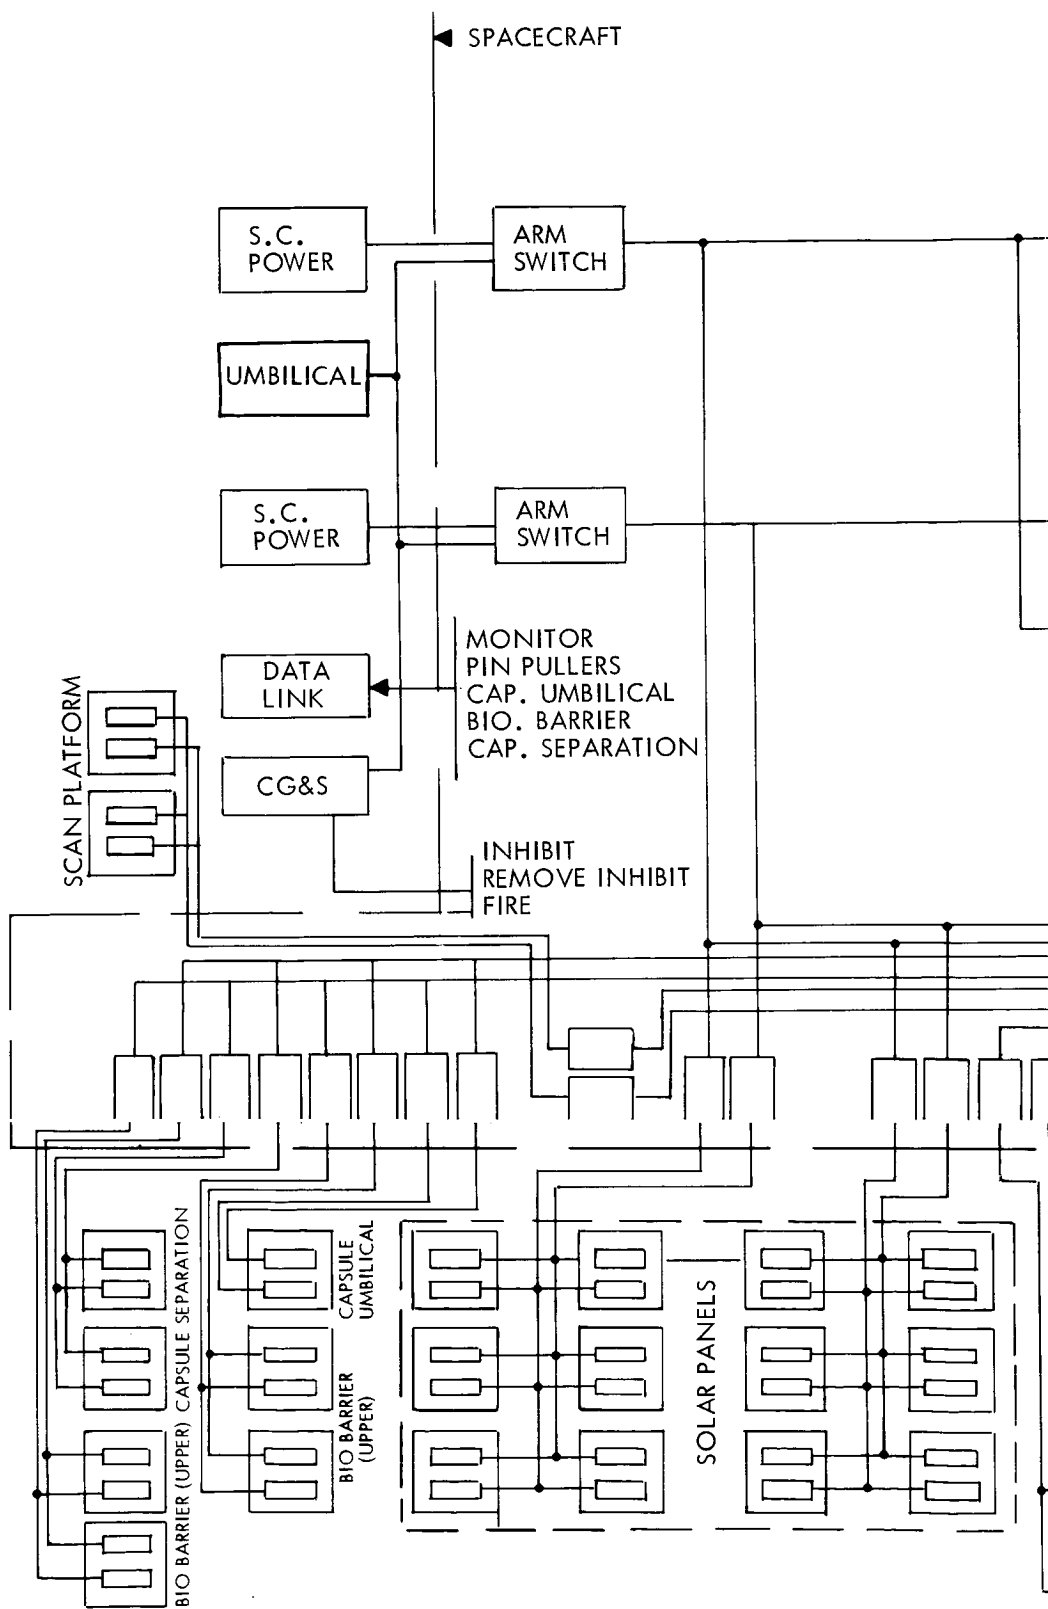 SPACECRAFT
S.C.
POWER
ARM
SWITCH
UMBILICAL
S.C.
POWER
ARM
SWITCH
DATA
LINK
MONITOR
PIN PULLERS
CAP. UMBILICAL
BIO. BARRIER
CAP. SEPARATION
SCAN PLATFORM
CG&S
INHIBIT
REMOVE INHIBIT
FIRE
CAPSULE SEPARATION
BIO BARRIER (UPPER)
CAPSULE
UMBILICAL
BIO BARRIER
(UPPER)
SOLAR PANELS